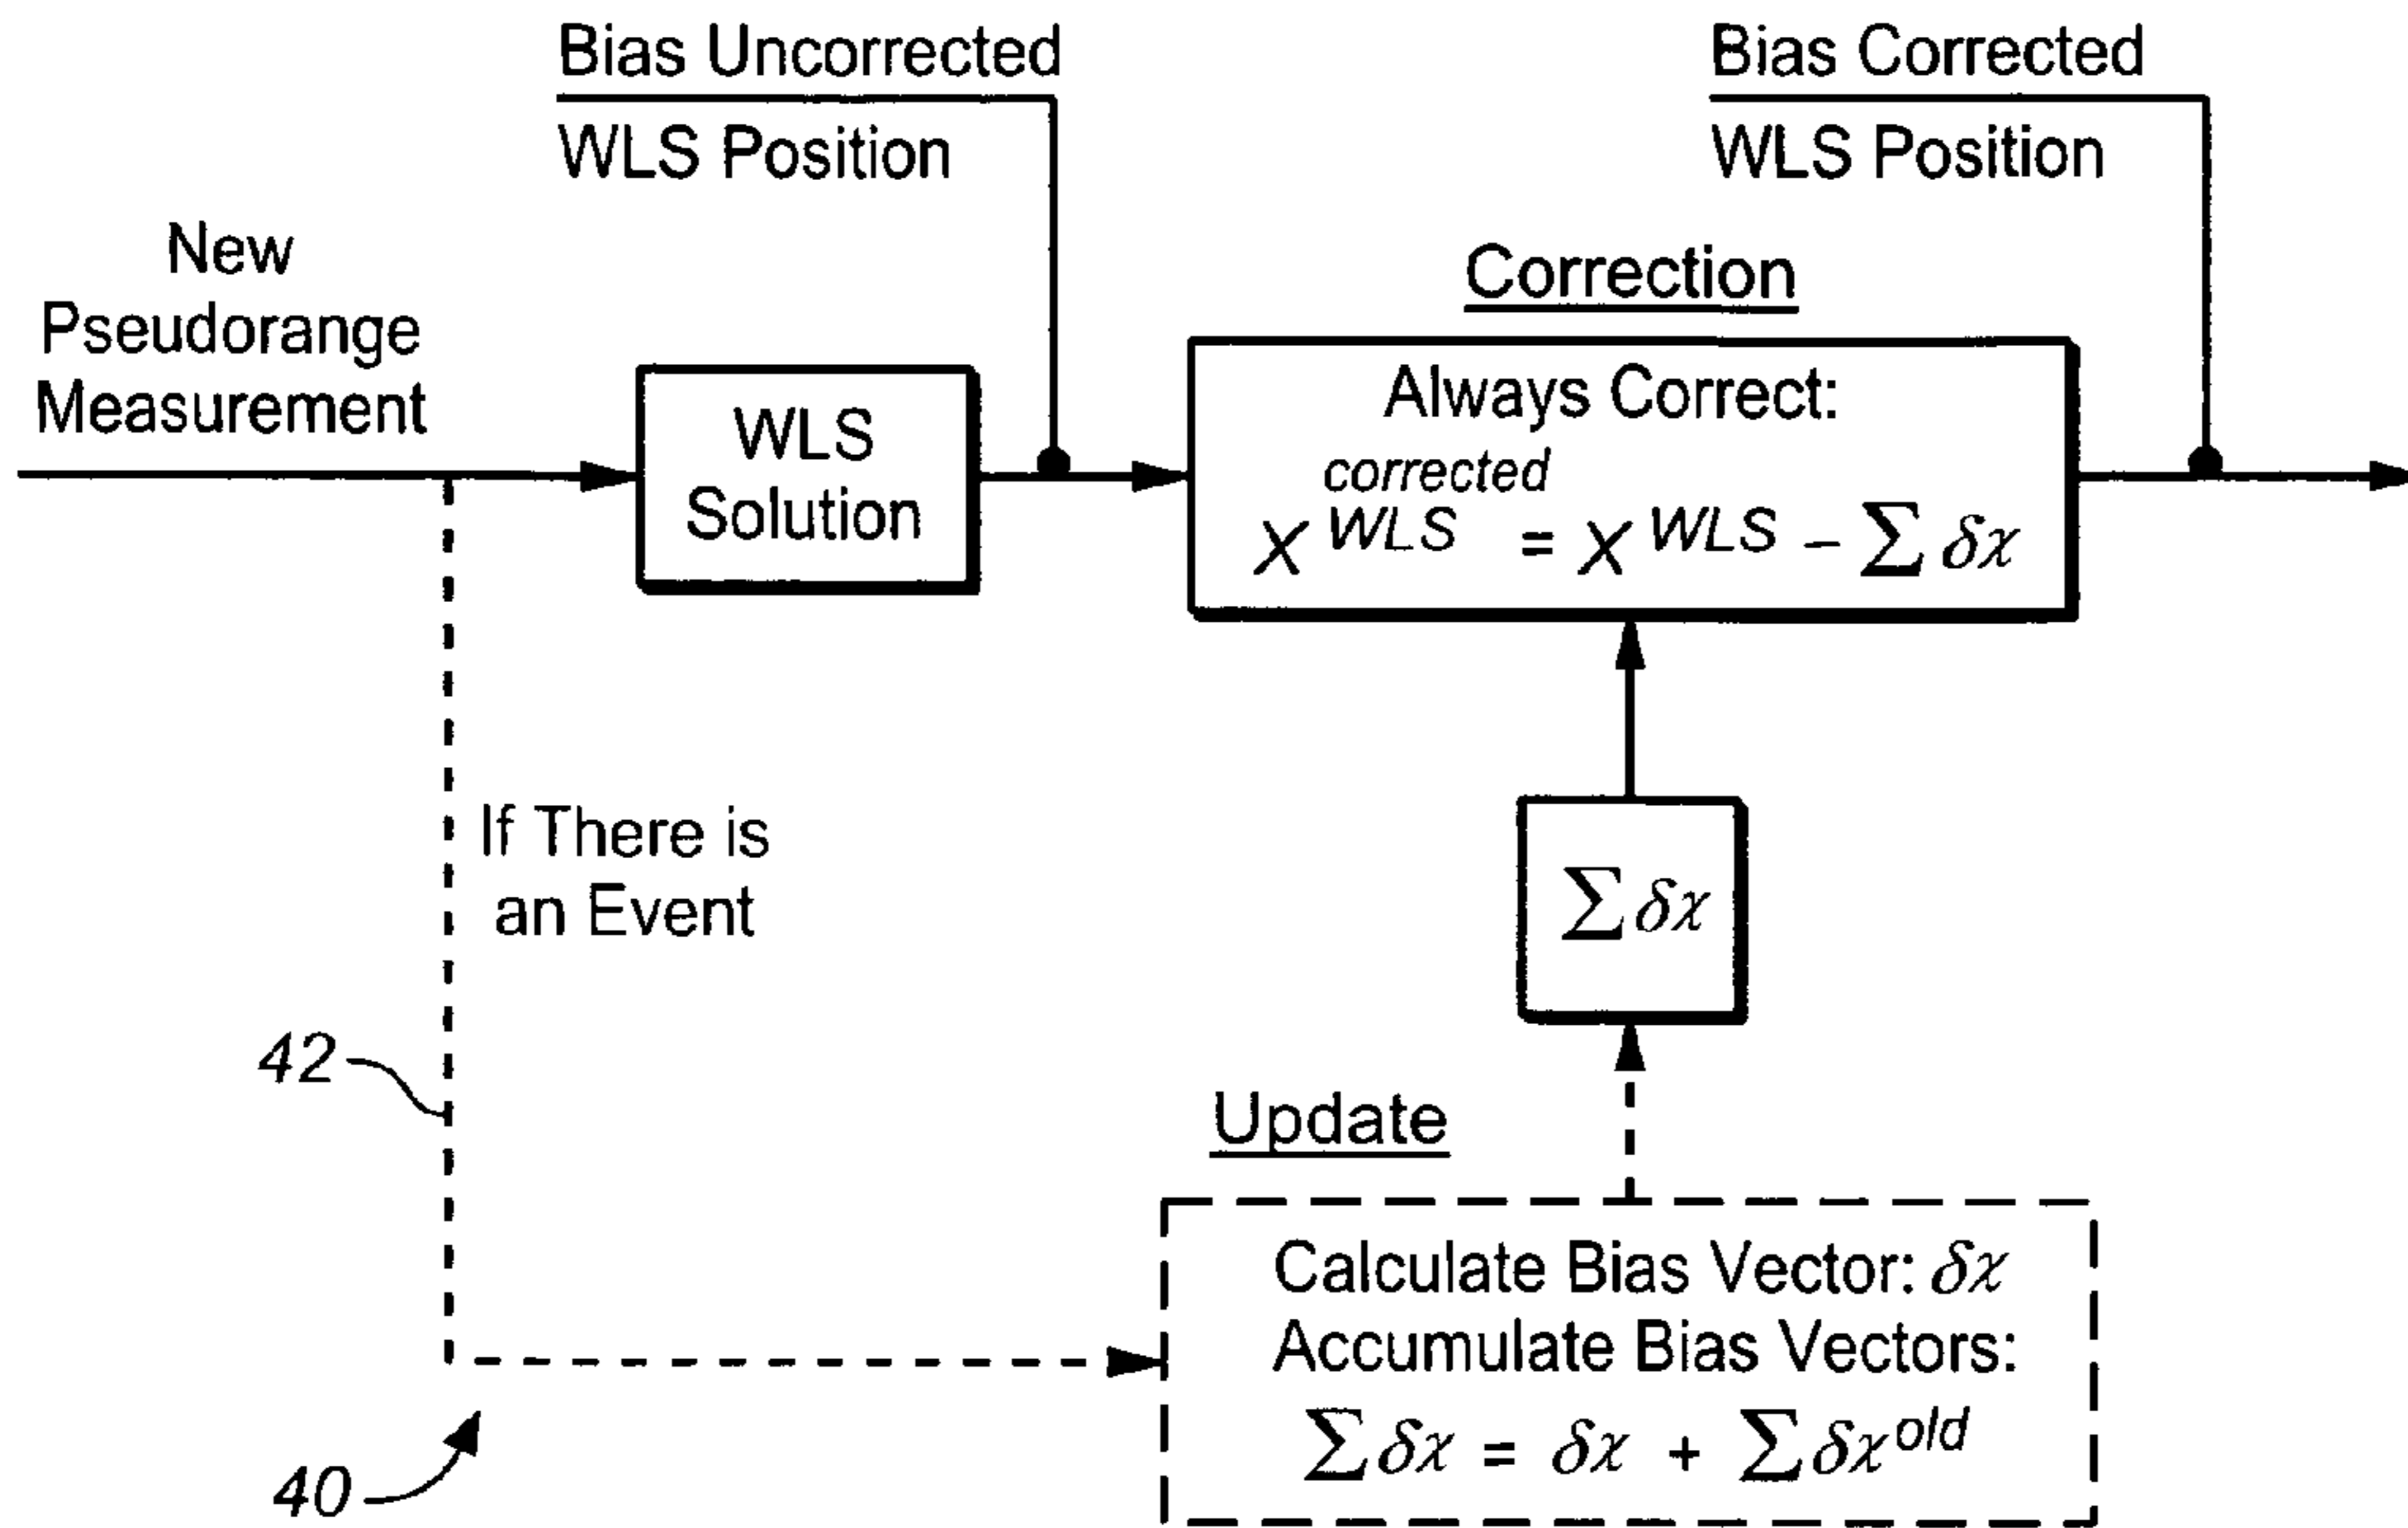 Bias Uncorrected
WLS Position
Bias Corrected
WLS Position
New
Pseudorange
Measurement
WLS
Solution
Correction
Always Correct:
corrected
X WLS = X WLS – Σ δχ
If There is
an Event
Σ δχ
42
Update
Calculate Bias Vector: δχ
Accumulate Bias Vectors:
Σ δχ = δχ + Σ δχ old
40